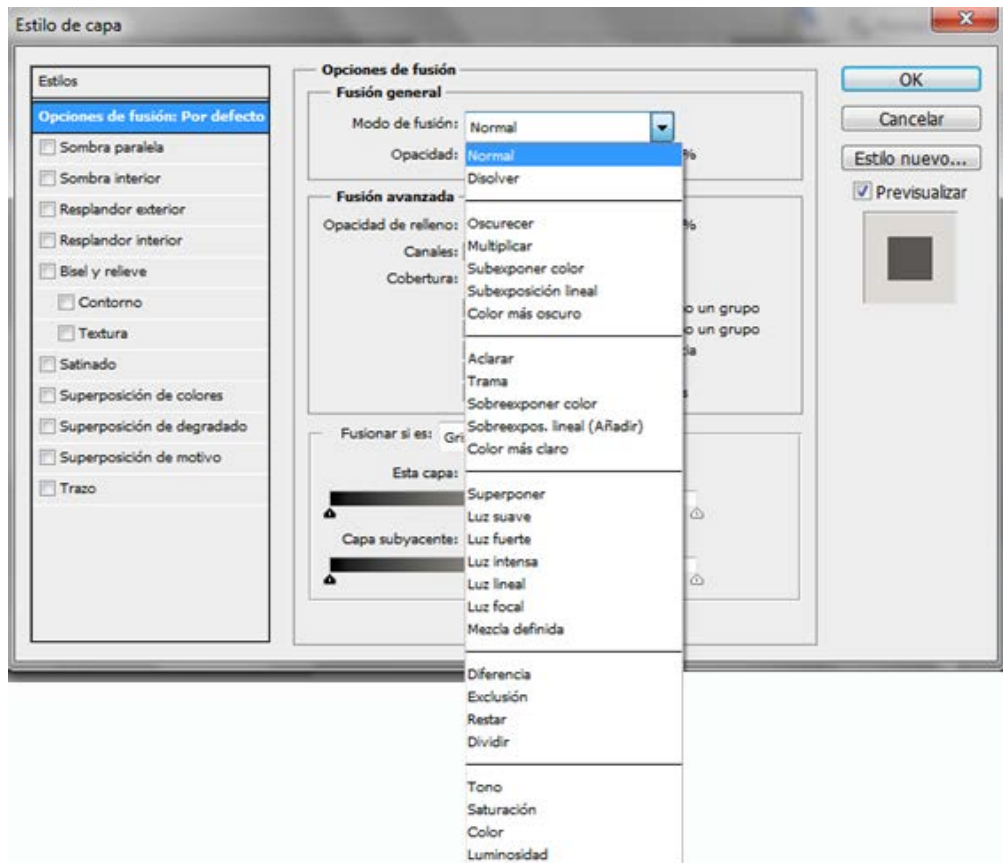 Estilo de capa
Estilos
Opciones de fusión: Por defecto
Sombra paralela
Sombra interior
Resplandor exterior
Resplandor interior
Bisel y relieve
Contorno
Textura
Satinado
Superposición de colores
Superposición de degradado
Superposición de motivo
Trazo
Opciones de fusión
Fusión general
Modo de fusión: Normal
Opacidad: %
Fusión avanzada
Opacidad de relleno: %
Canales:
Cobertura:
o un grupo
o un grupo
Fusionar si es: Gri
Esta capa:
Capa subyacente:
Normal
Disolver
Oscurecer
Multiplicar
Subexponer color
Subexposición lineal
Color más oscuro
Aclarar
Trama
Sobreexponer color
Sobreexpos. lineal (Añadir)
Color más claro
Superponer
Luz suave
Luz fuerte
Luz intensa
Luz lineal
Luz focal
Mezcla definida
Diferencia
Exclusión
Restar
Dividir
Tono
Saturación
Color
Luminosidad
OK
Cancelar
Estilo nuevo...
Previsualizar